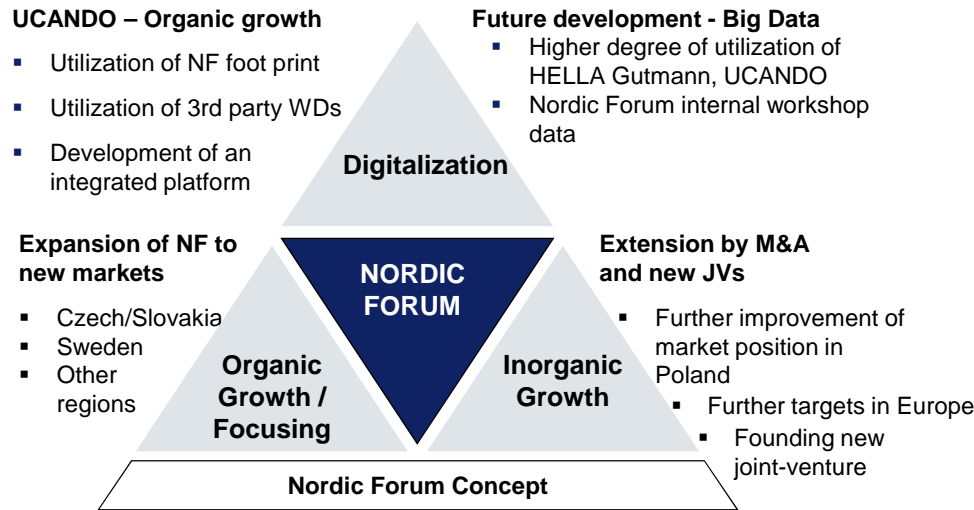 UCANDO – Organic growth
▪ Utilization of NF foot print
▪ Utilization of 3rd party WDs
▪ Development of an
integrated platform
Future development - Big Data
▪ Higher degree of utilization of
HELLA Gutmann, UCANDO
▪ Nordic Forum internal workshop
data
Digitalization
Expansion of NF to
new markets
▪ Czech/Slovakia
▪ Sweden
▪ Other
regions
NORDIC
FORUM
Extension by M&A
and new JVs
▪ Further improvement of
market position in
Poland
▪ Further targets in Europe
▪ Founding new
joint-venture
Organic
Growth /
Focusing
Inorganic
Growth
Nordic Forum Concept